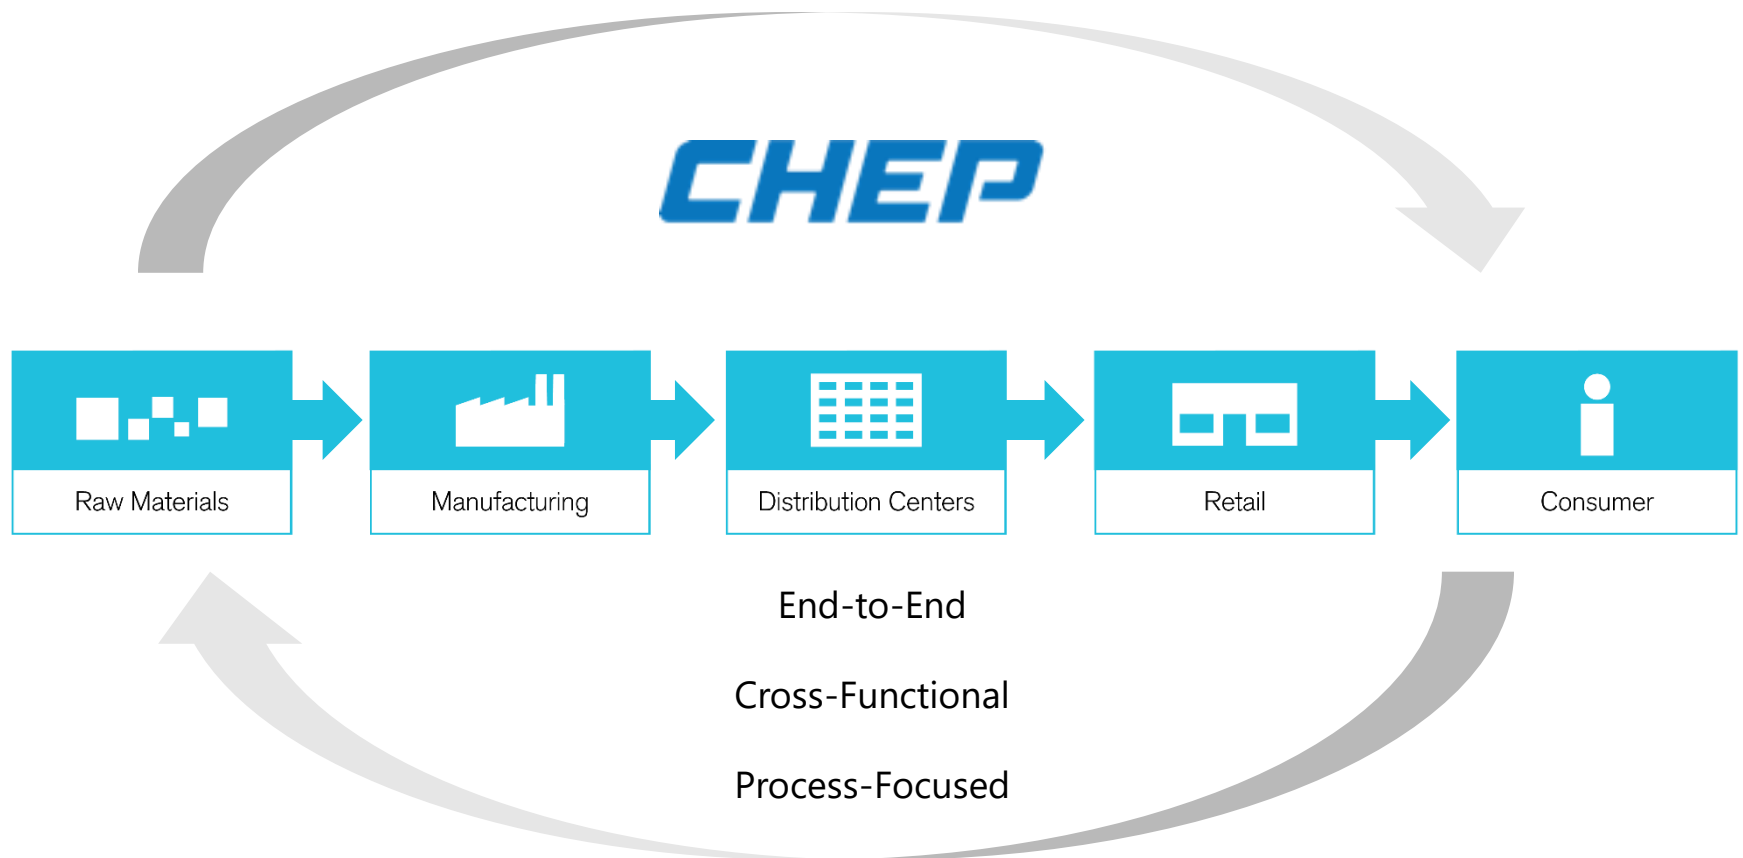 CHEP
Raw Materials
Manufacturing
Distribution Centers
Retail
Consumer
End-to-End
Cross-Functional
Process-Focused